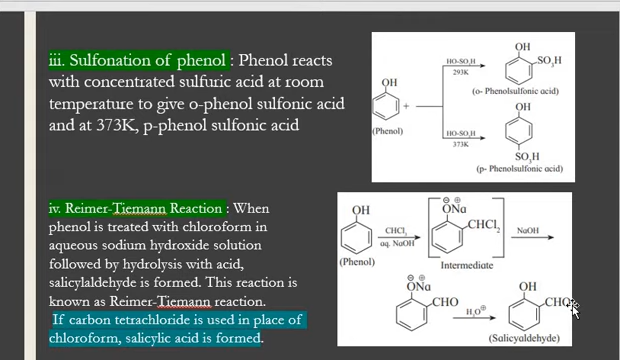 iii. Sulfonation of phenol : Phenol reacts
with concentrated sulfuric acid at room
temperature to give o-phenol sulfonic acid
and at 373K, p-phenol sulfonic acid
OH
(Phenol)
+
HO-SO₃H
293K
OH
SO₃H
(o- Phenolsulfonic acid)
HO-SO₃H
373K
OH
SO₃H
(p- Phenolsulfonic acid)
iv. Reimer-Tiemann Reaction : When
phenol is treated with chloroform in
aqueous sodium hydroxide solution
followed by hydrolysis with acid,
salicylaldehyde is formed. This reaction is
known as Reimer-Tiemann reaction.
If carbon tetrachloride is used in place of
chloroform, salicylic acid is formed.
OH
(Phenol)
CHCl₃
aq. NaOH
⊖ ⊕
ONa
CHCl₂
Intermediate
NaOH
⊖ ⊕
ONa
CHO
H₃O⊕
OH
CHO
(Salicyaldehyde)